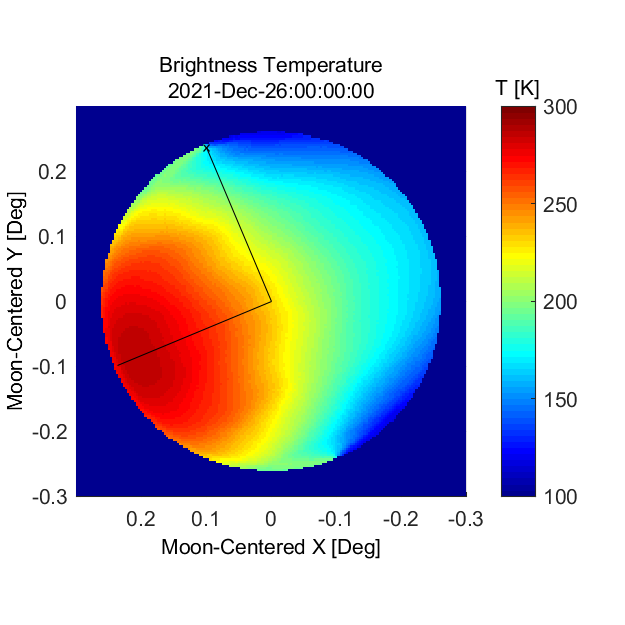 Brightness Temperature
2021-Dec-26:00:00:00:00
T [K]
300
250
200
150
100
Moon-Centered Y [Deg]
0.2
0.1
0
-0.1
-0.2
-0.3
x
0.2 0.1 0 -0.1 -0.2 -0.3
Moon-Centered X [Deg]